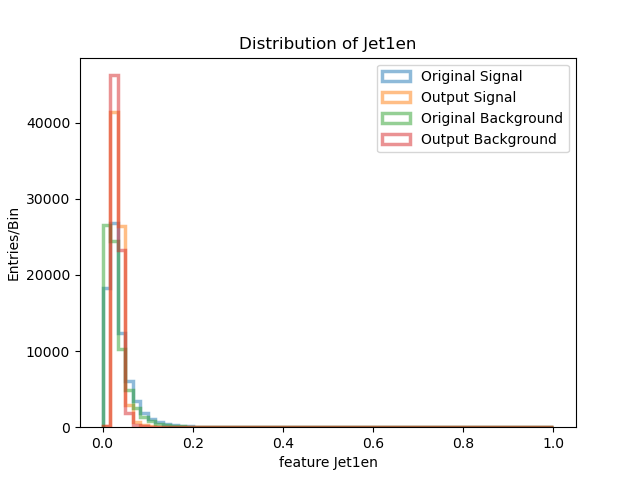 Distribution of Jet1en
Original Signal
Output Signal
Original Background
Output Background
Entries/Bin
40000
30000
20000
10000
0
0.0 0.2 0.4 0.6 0.8 1.0
feature Jet1en